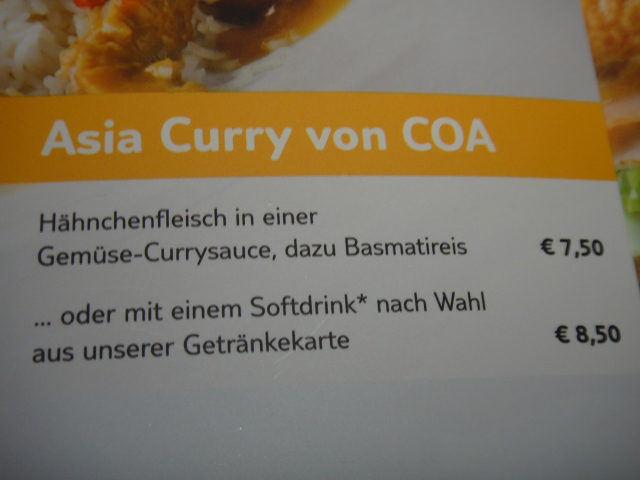 Asia Curry von COA
Hähnchenfleisch in einer
Gemüse-Currysauce, dazu Basmatireis € 7,50
... oder mit einem Softdrink* nach Wahl
aus unserer Getränkekarte € 8,50